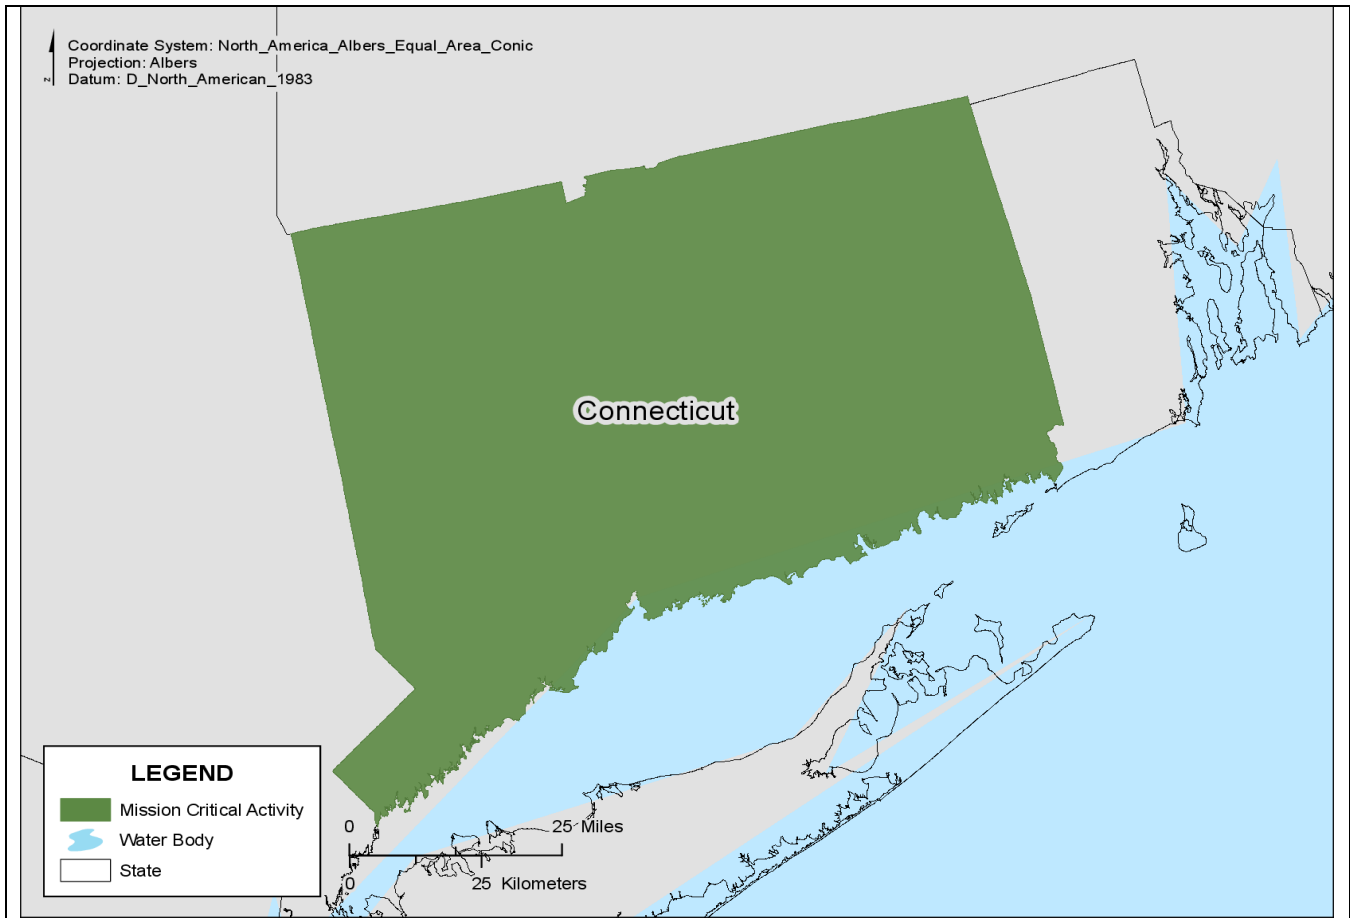 Coordinate System: North_America_Albers_Equal_Area_Conic
Projection: Albers
Datum: D_North_American_1983
z
Connecticut
LEGEND
Mission Critical Activity
Water Body
State
0 25 Miles
0 25 Kilometers